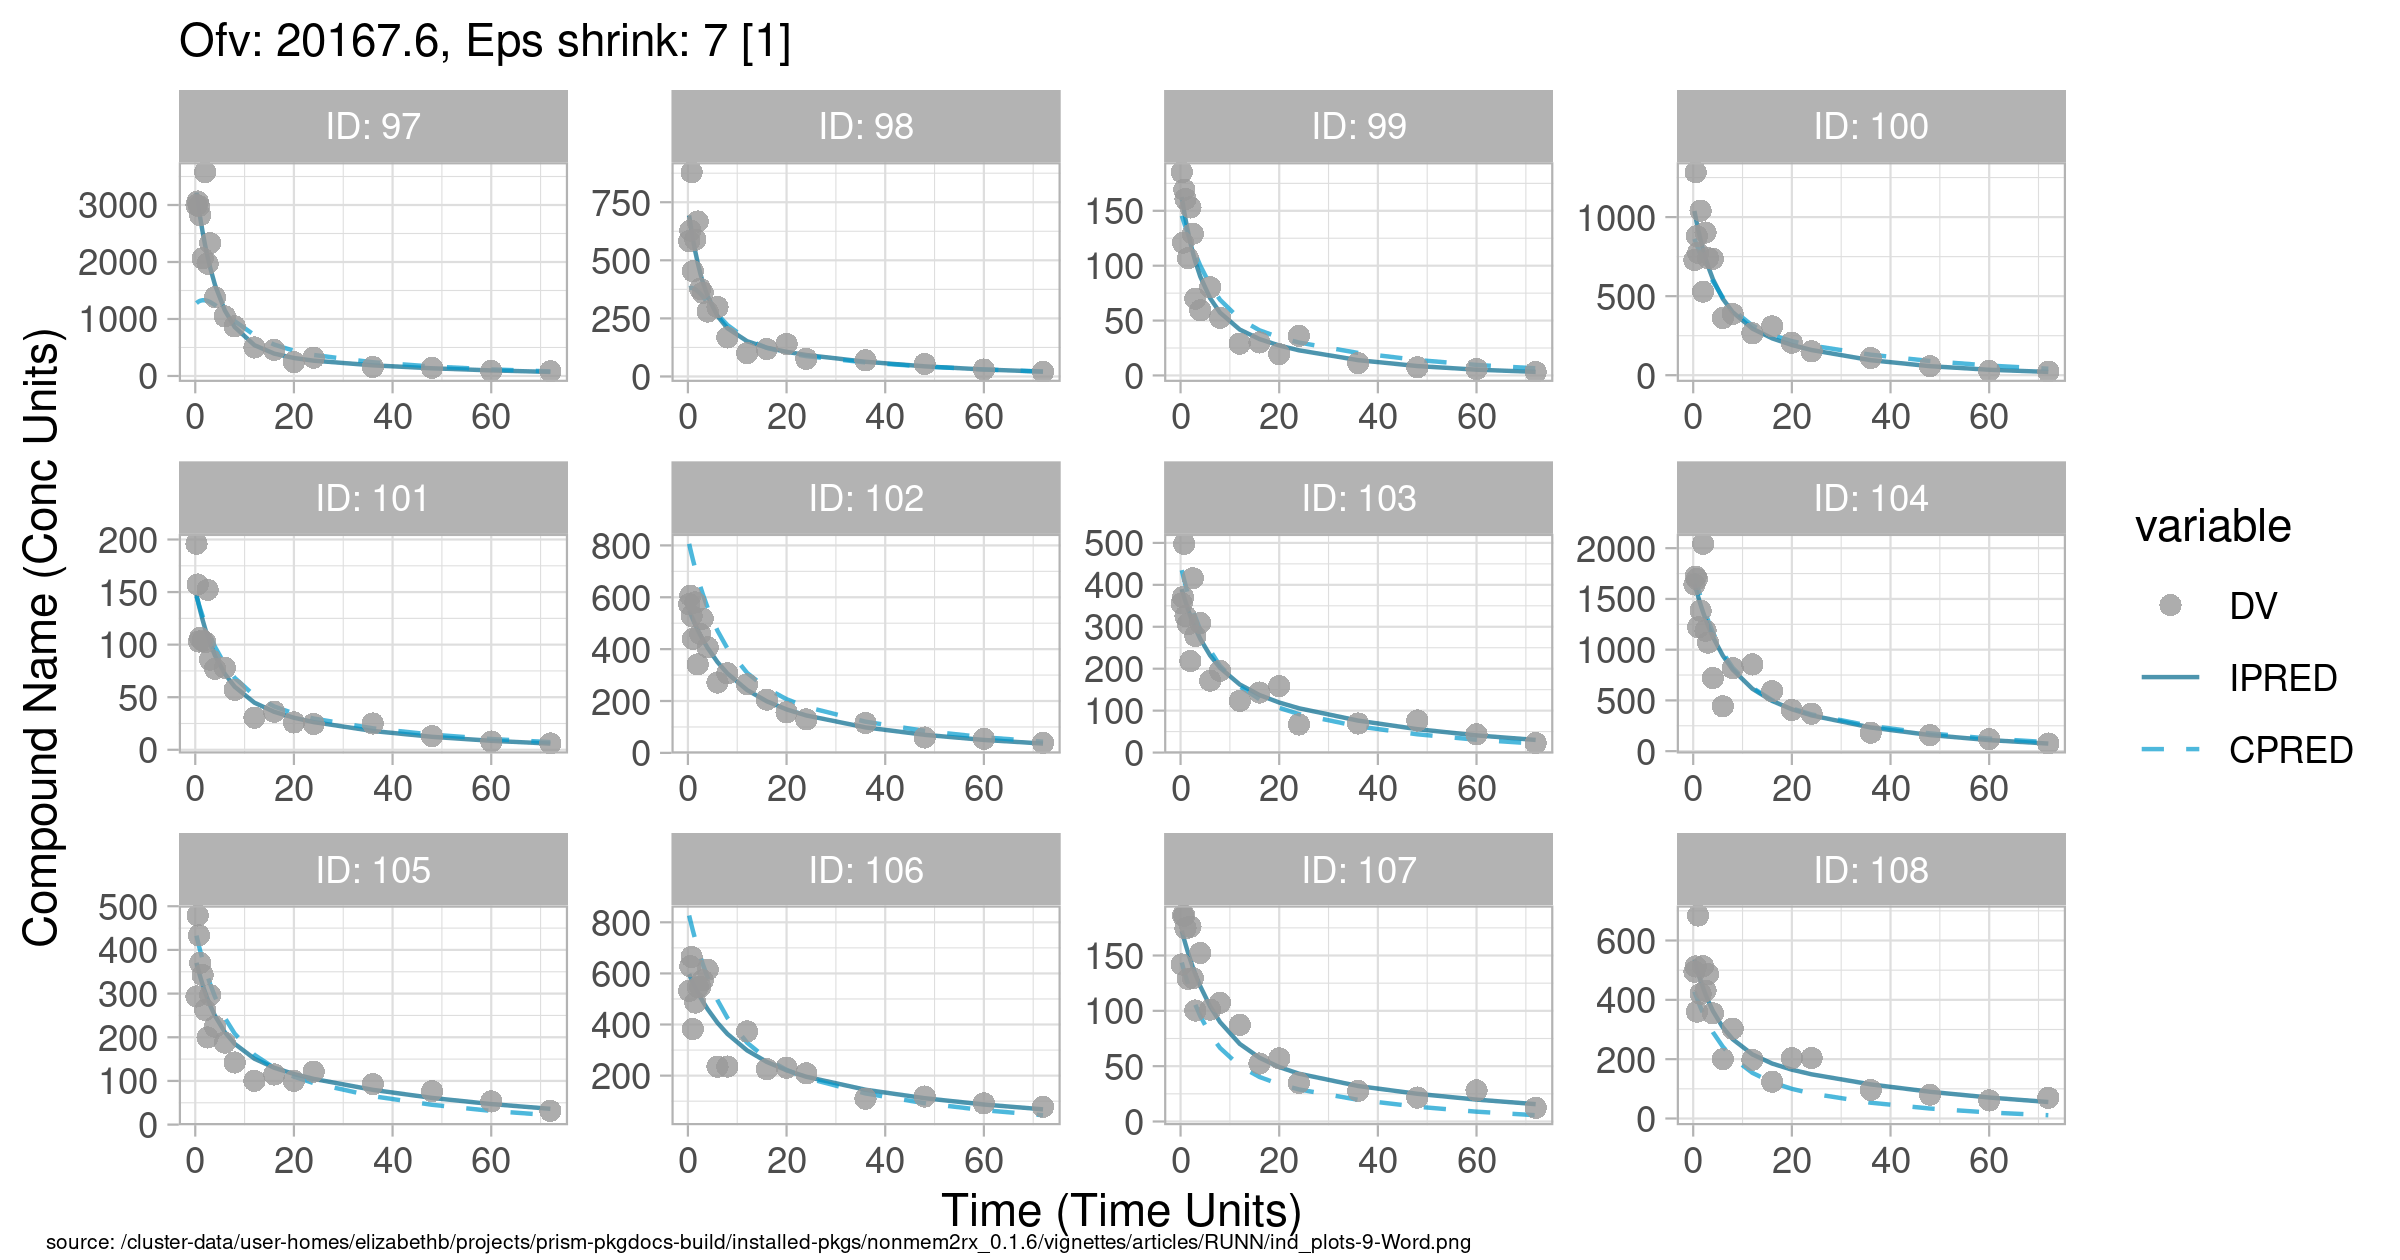 Ofv: 20167.6, Eps shrink: 7 [1]
ID: 97
ID: 98
ID: 99
ID: 100
3000
2000
1000
0
750
500
250
0
150
100
50
0
1000
500
0
0 20 40 60
0 20 40 60
0 20 40 60
0 20 40 60
ID: 101
ID: 102
ID: 103
ID: 104
200
150
100
50
0
800
600
400
200
0
500
400
300
200
100
0
2000
1500
1000
500
0
0 20 40 60
0 20 40 60
0 20 40 60
0 20 40 60
ID: 105
ID: 106
ID: 107
ID: 108
500
400
300
200
100
0
800
600
400
200
150
100
50
0
600
400
200
0
0 20 40 60
0 20 40 60
0 20 40 60
0 20 40 60
Compound Name (Conc Units)
Time (Time Units)
variable
DV
IPRED
CPRED
source: /cluster-data/user-homes/elizabethb/projects/prism-pkgdocs-build/installed-pkgs/nonmem2rx_0.1.6/vignettes/articles/RUNN/ind_plots-9-Word.png